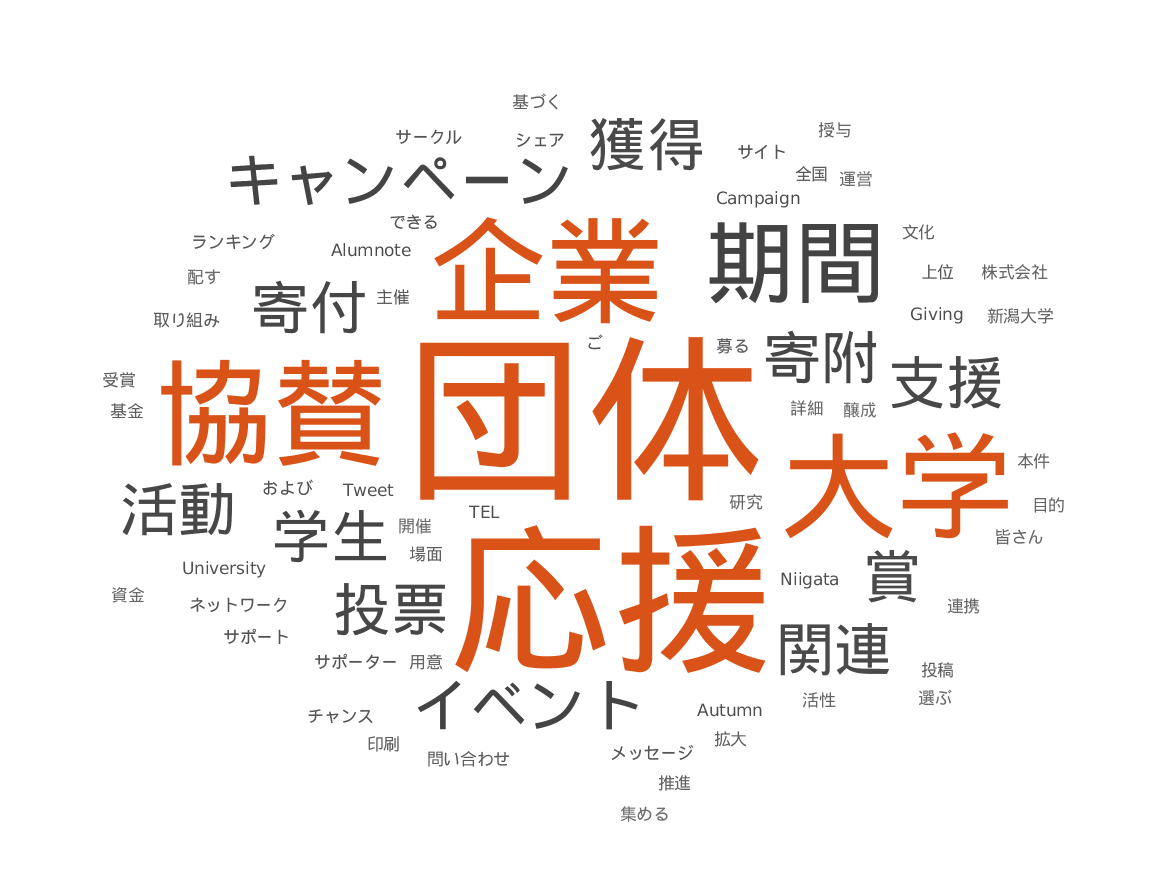 基づく
サークル
シェア
獲得
サイト
授与
キャンペーン
全国
運営
Campaign
できる
ランキング
Alumnote
企業
期間
文化
配す
寄付
主催
上位
株式会社
取り組み
Giving
新潟大学
ご
募る
寄附
支援
受賞
基金
協賛
団体
詳細
醸成
大学
本件
活動
および
Tweet
研究
目的
TEL
学生
開催
場面
皆さん
応援
University
Niigata
賞
資金
ネットワーク
投票
連携
サポート
サポーター
用意
関連
投稿
イベント
活性
選ぶ
チャンス
Autumn
印刷
拡大
問い合わせ
メッセージ
推進
集める